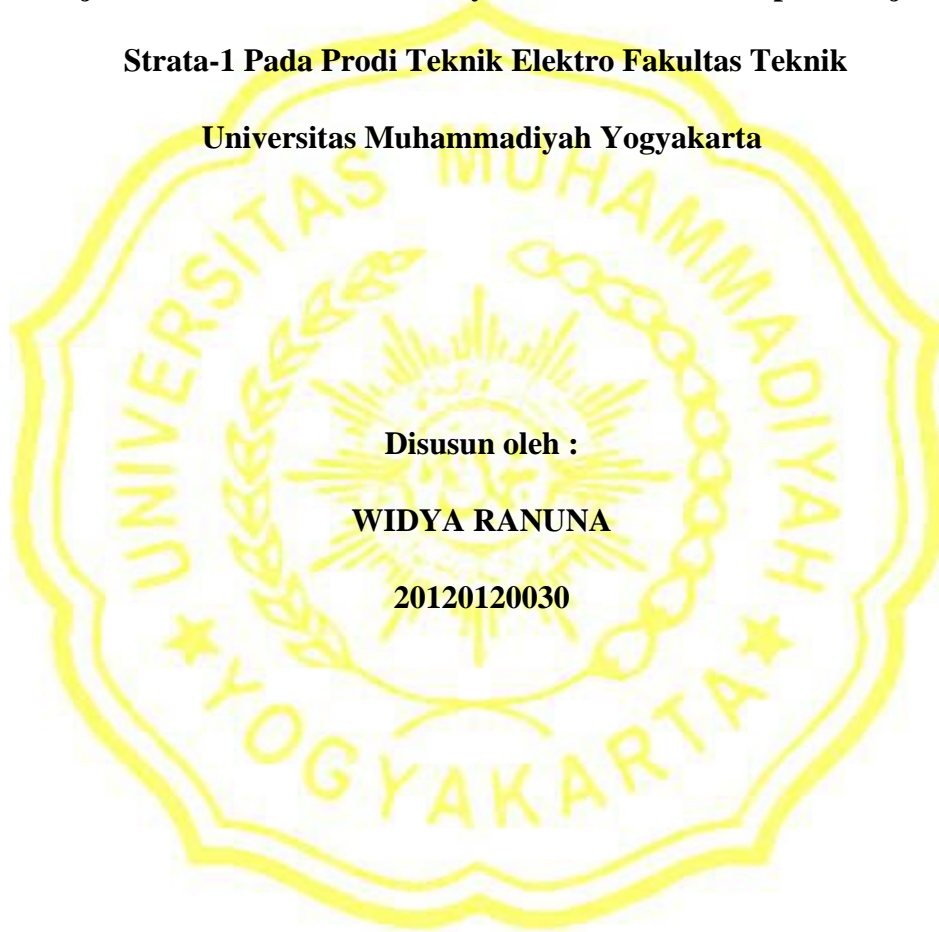 Strata-1 Pada Prodi Teknik Elektro Fakultas Teknik
Universitas Muhammadiyah Yogyakarta
UNIVERSITAS MUHAMMADIYAH
Disusun oleh :
WIDYA RANUNA
20120120030
★ YOGYAKARTA ★